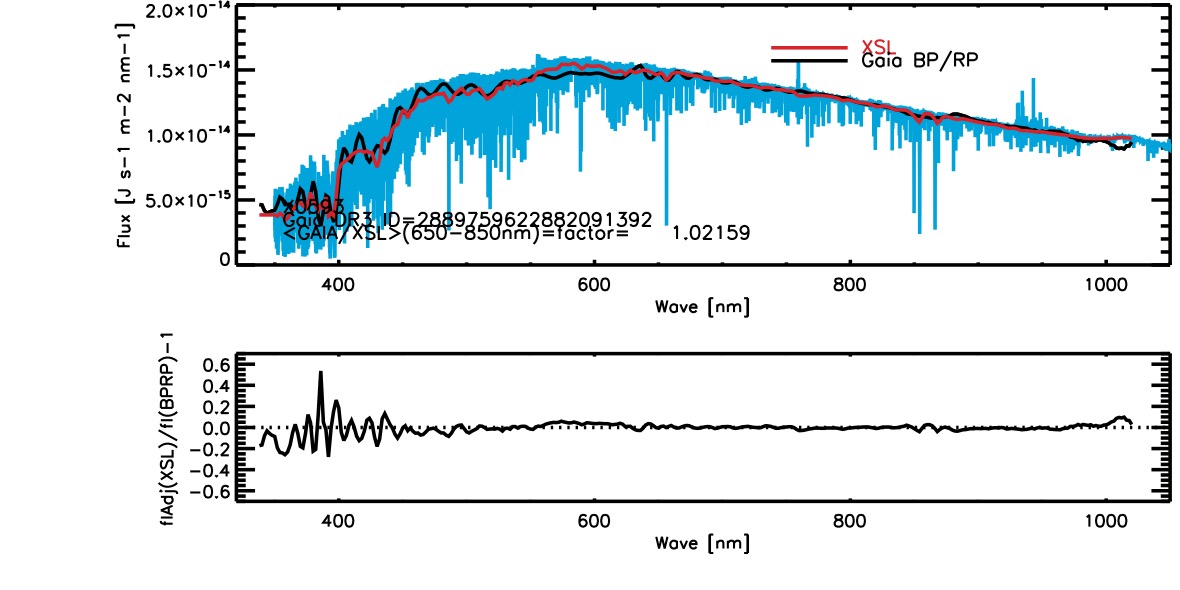 2.0×10−14
1.5×10−14
1.0×10−14
5.0×10−15
0
Flux [J s−1 m−2 nm−1]
XSL
Gaia BP/RP
X0593
Gaia DR3 ID=2889759622882091392
<GAIA/XSL>(650−850nm)=factor= 1.02159
400 600 800 1000
Wave [nm]
0.6
0.4
0.2
0.0
−0.2
−0.4
−0.6
flAdj(XSL)/fl(BPRP)−1
400 600 800 1000
Wave [nm]